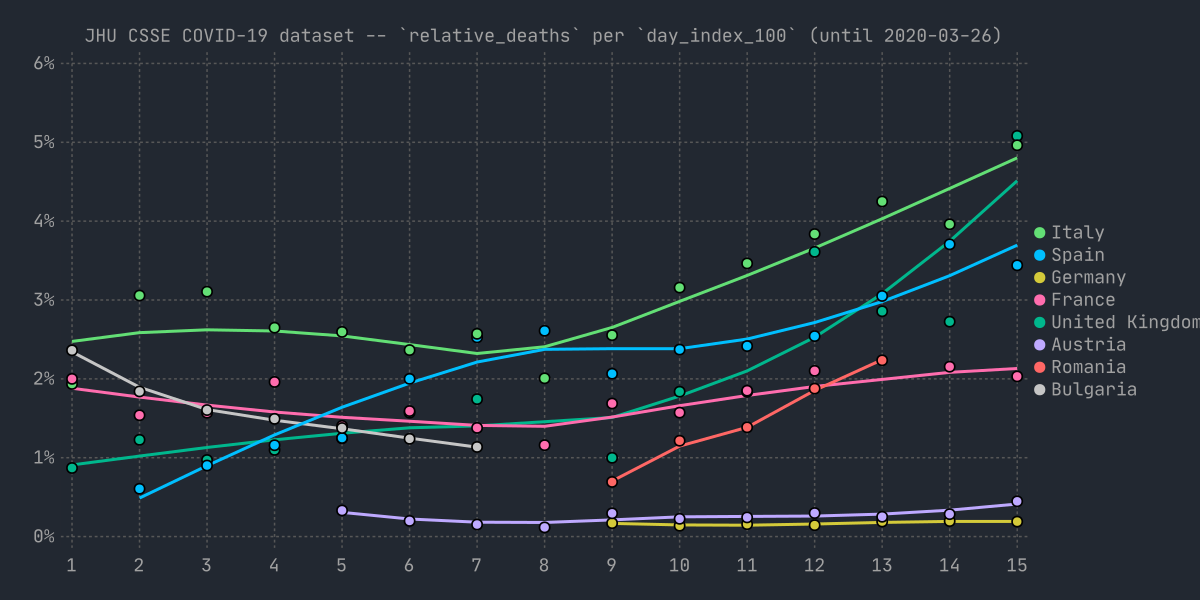 JHU CSSE COVID-19 dataset -- `relative_deaths` per `day_index_100` (until 2020-03-26)
6%
5%
4%
3%
2%
1%
0%
1 2 3 4 5 6 7 8 9 10 11 12 13 14 15
Italy
Spain
Germany
France
United Kingdom
Austria
Romania
Bulgaria